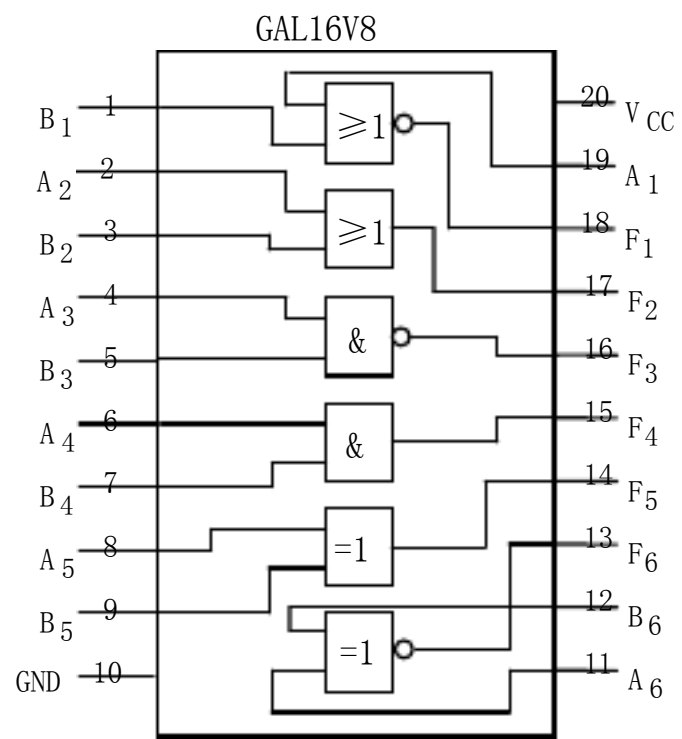 GAL16V8
B1 1
A2 2
B2 3
A3 4
B3 5
A4 6
B4 7
A5 8
B5 9
GND 10
≥1
≥1
&
&
=1
=1
20 VCC
19 A1
18 F1
17 F2
16 F3
15 F4
14 F5
13 F6
12 B6
11 A6